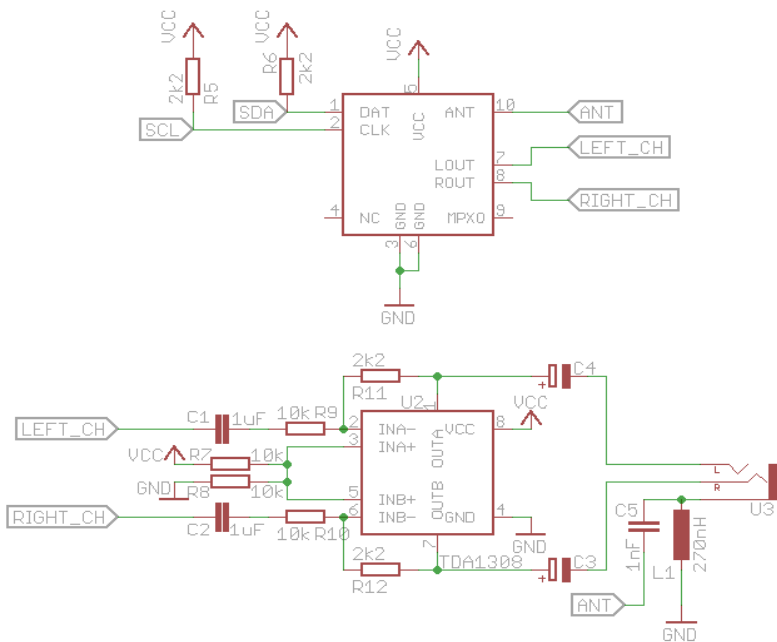 VCC
VCC
VCC
2k2
R5
R6
2k2
SCL
SDA
1
2
DAT
CLK
5
VCC
ANT
10
ANT
LOUT
7
LEFT_CH
ROUT
8
RIGHT_CH
4
NC
GND
GND
MPXO
9
3
6
GND
2k2
R11
1
C4
+
U2
VCC
LEFT_CH
C1
1uF
10k
R9
2
INA-
OUTA
VCC
8
VCC
R7
10k
3
INA+
GND
R8
10k
5
INB+
OUTB
GND
4
RIGHT_CH
C2
1uF
10k
R10
6
INB-
GND
7
TDA1308
2k2
R12
+
C3
L
R
U3
C5
1nF
L1
270nH
ANT
GND